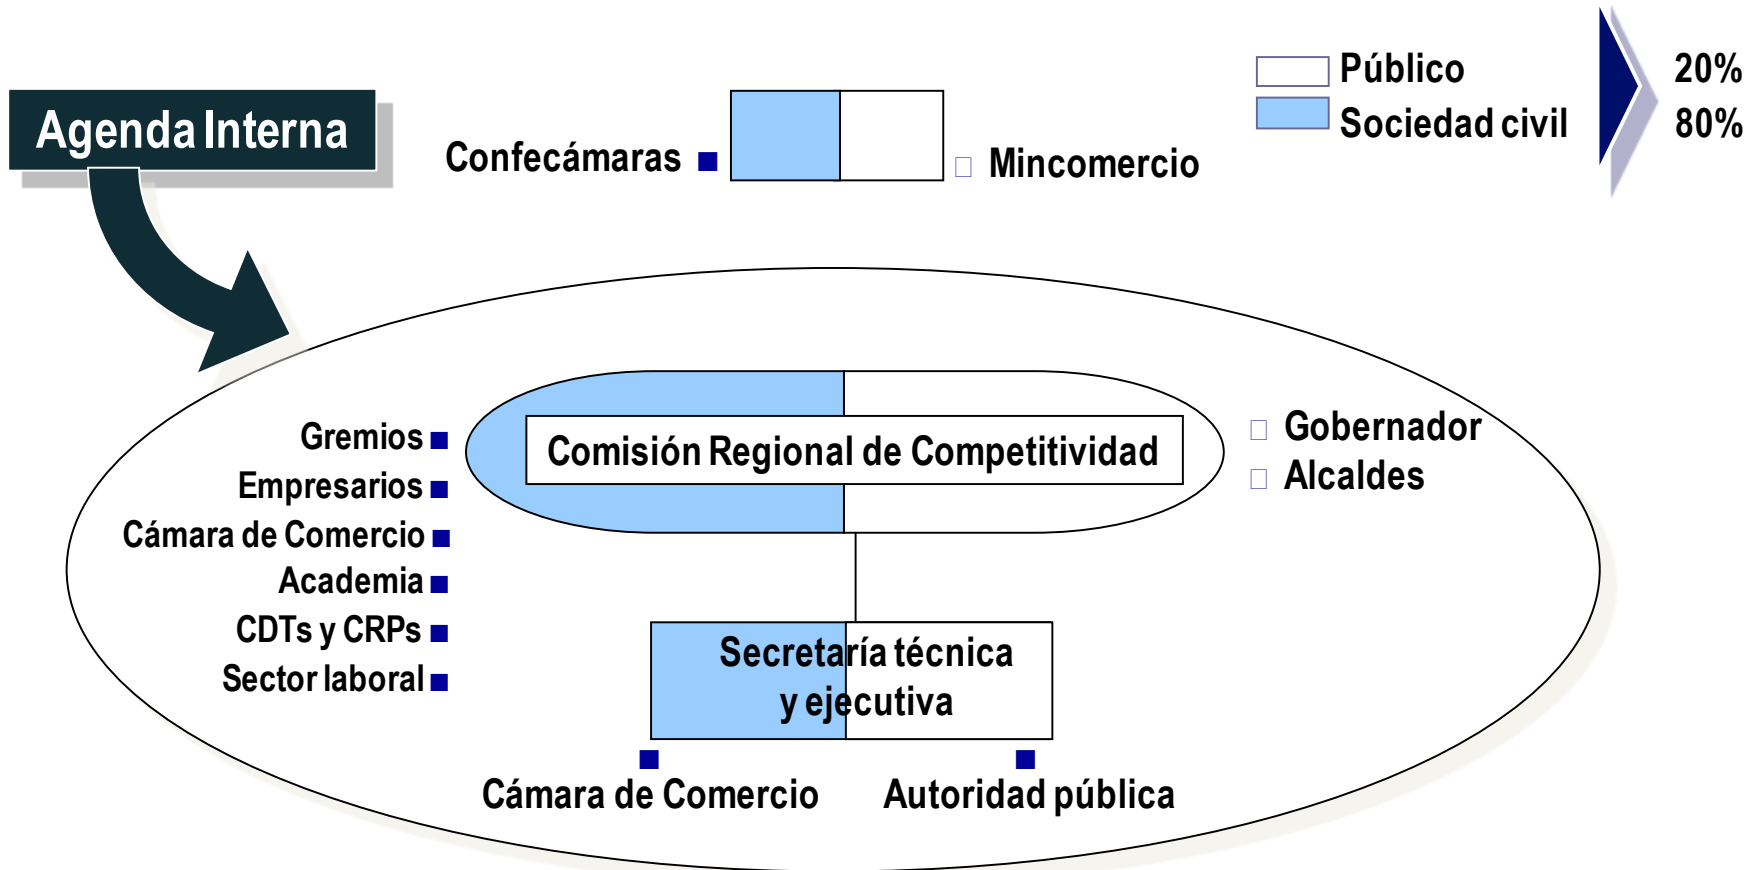 Agenda Interna
Confecámaras
Mincomercio
Público 20%
Sociedad civil 80%
Gremios
Empresarios
Cámara de Comercio
Academia
CDTs y CRPs
Sector laboral
Comisión Regional de Competitividad
Gobernador
Alcaldes
Secretaría técnica
y ejecutiva
Cámara de Comercio
Autoridad pública